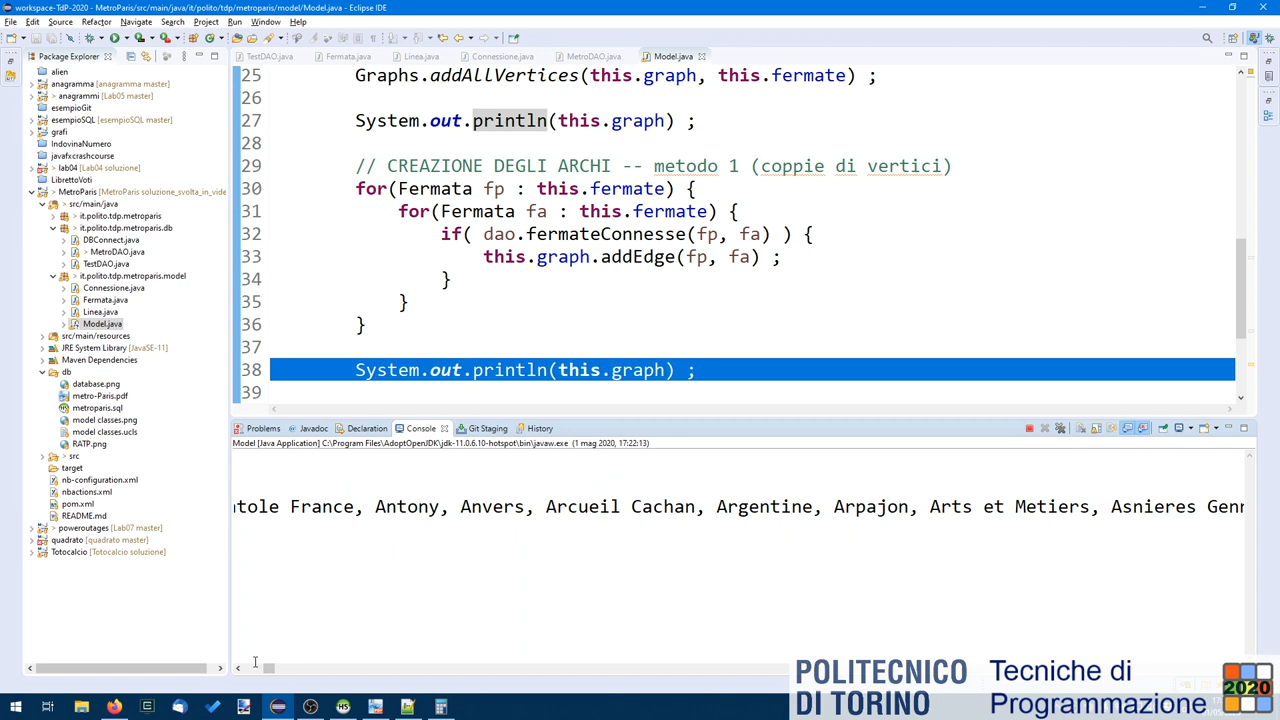 workspace-TdP-2020 - MetroParis/src/main/java/it/polito/tdp/metroparis/model/Model.java - Eclipse IDE
File Edit Source Refactor Navigate Search Project Run Window Help
Package Explorer
TestDAO.java Fermata.java Linea.java Connessione.java MetroDAO.java Model.java
alien
anagramma [anagramma master]
anagrammi [Lab05 master]
esempioGit
esempioSQL [esempioSQL master]
grafi
IndovinaNumero
javafxcrashcourse
lab04 [Lab04 soluzione]
LibrettoVoti
MetroParis [MetroParis soluzione_svolta_in_vide
src/main/java
it.polito.tdp.metroparis
it.polito.tdp.metroparis.db
DBConnect.java
> MetroDAO.java
TestDAO.java
> it.polito.tdp.metroparis.model
Connessione.java
Fermata.java
Linea.java
Model.java
src/main/resources
JRE System Library [JavaSE-11]
Maven Dependencies
db
database.png
metro-Paris.pdf
metroparis.sql
model classes.png
model classes.ucls
RATP.png
src
target
nb-configuration.xml
nbactions.xml
pom.xml
README.md
poweroutages [Lab07 master]
quadrato [quadrato master]
Totocalcio [Totocalcio soluzione]
25 Graphs.addAllVertices(this.graph, this.fermate) ;
26
27 System.out.println(this.graph) ;
28
29 // CREAZIONE DEGLI ARCHI -- metodo 1 (coppie di vertici)
30 for(Fermata fp : this.fermate) {
31 for(Fermata fa : this.fermate) {
32 if( dao.fermateConnesse(fp, fa) ) {
33 this.graph.addEdge(fp, fa) ;
34 }
35 }
36 }
37
38 System.out.println(this.graph) ;
39
Problems Javadoc Declaration Console Git Staging History
Model [Java Application] C:\Program Files\AdoptOpenJDK\jdk-11.0.6.10-hotspot\bin\javaw.exe (1 mag 2020, 17:22:13)
tole France, Antony, Anvers, Arcueil Cachan, Argentine, Arpajon, Arts et Metiers, Asnieres Genn
POLITECNICO
DI TORINO
Tecniche di
Programmazione
2020